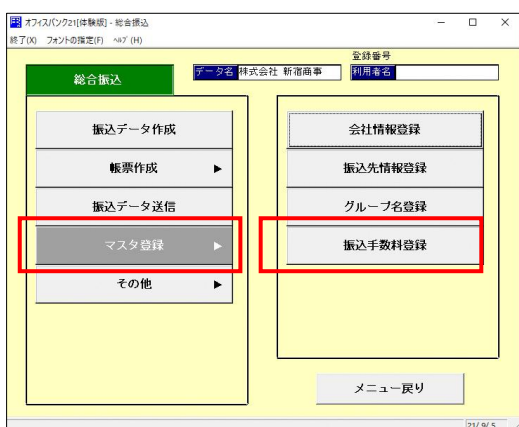 オフィスバンク21[体験版] - 総合振込
終了(X) フォントの指定(F) ﾍﾙﾌﾟ(H)
登録番号
総合振込 データ名 株式会社 新宿商事 利用者名
振込データ作成 会社情報登録
帳票作成 ▶ 振込先情報登録
振込データ送信 グループ名登録
マスタ登録 ▶ 振込手数料登録
その他 ▶
メニュー戻り
21/ 9/ 5